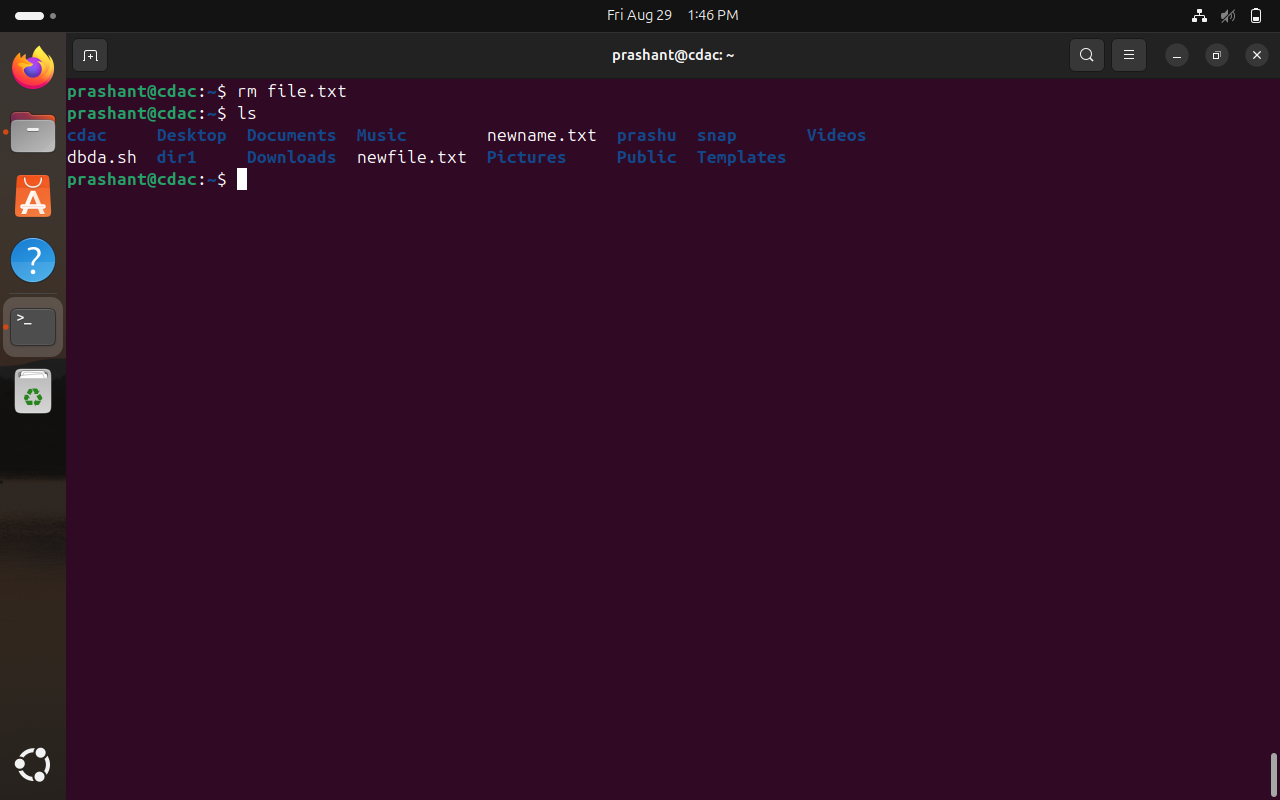 Fri Aug 29 1:46 PM
prashant@cdac: ~
prashant@cdac:~$ rm file.txt
prashant@cdac:~$ ls
cdac Desktop Documents Music newname.txt prashu snap Videos
dbda.sh dir1 Downloads newfile.txt Pictures Public Templates
prashant@cdac:~$